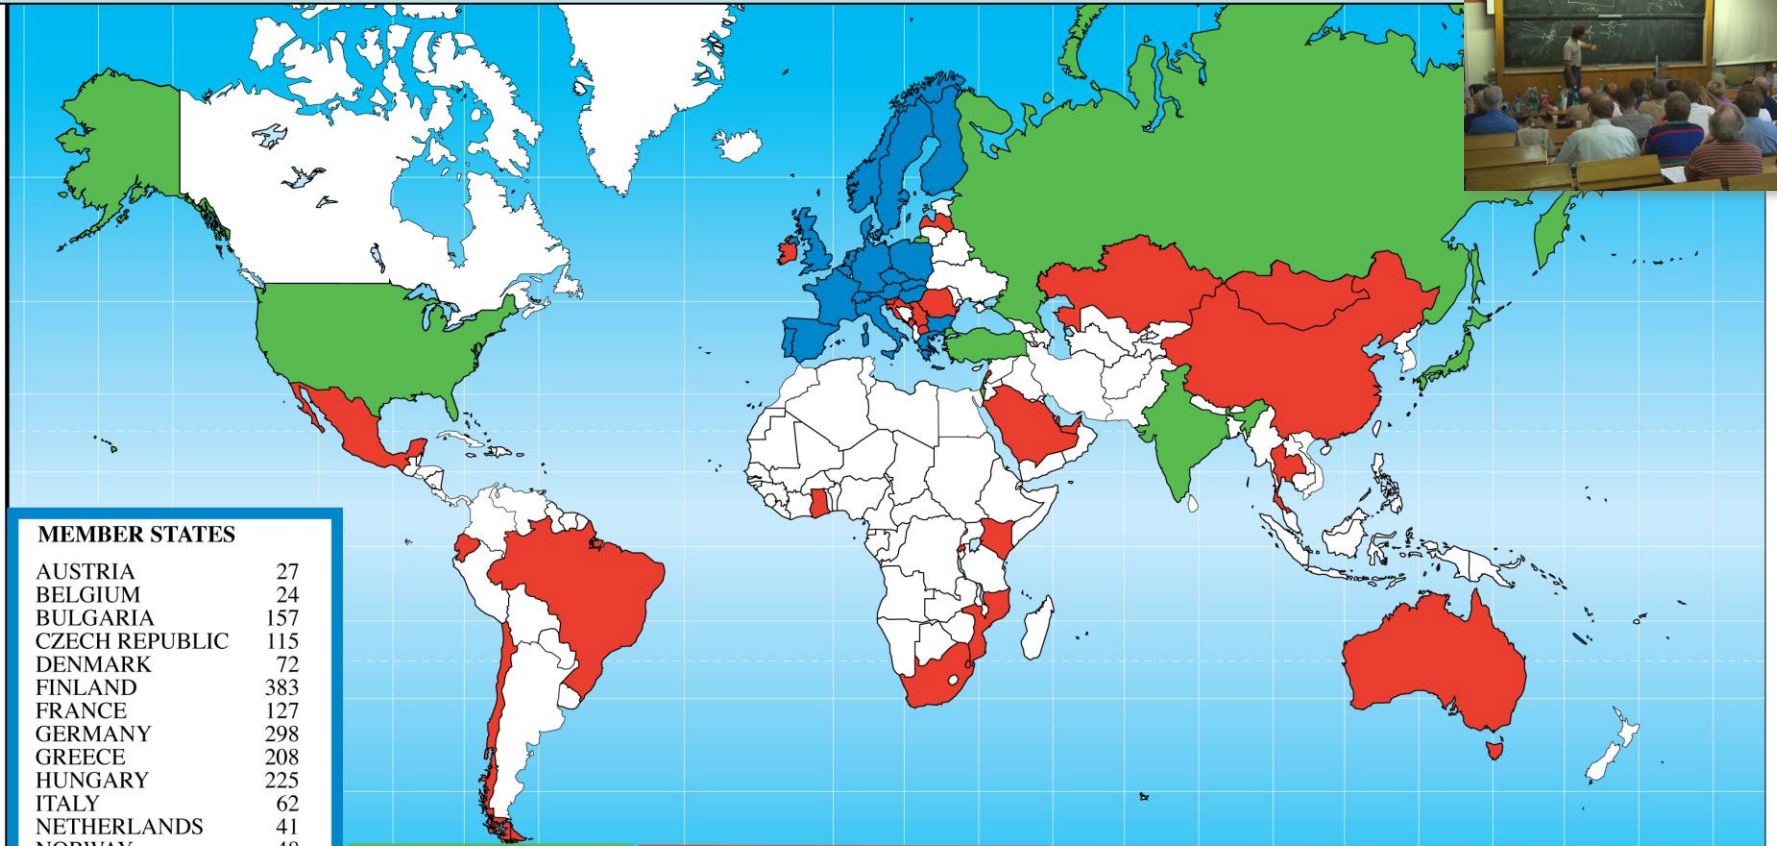 MEMBER STATES
AUSTRIA 27
BELGIUM 24
BULGARIA 157
CZECH REPUBLIC 115
DENMARK 72
FINLAND 383
FRANCE 127
GERMANY 298
GREECE 208
HUNGARY 225
ITALY 62
NETHERLANDS 41